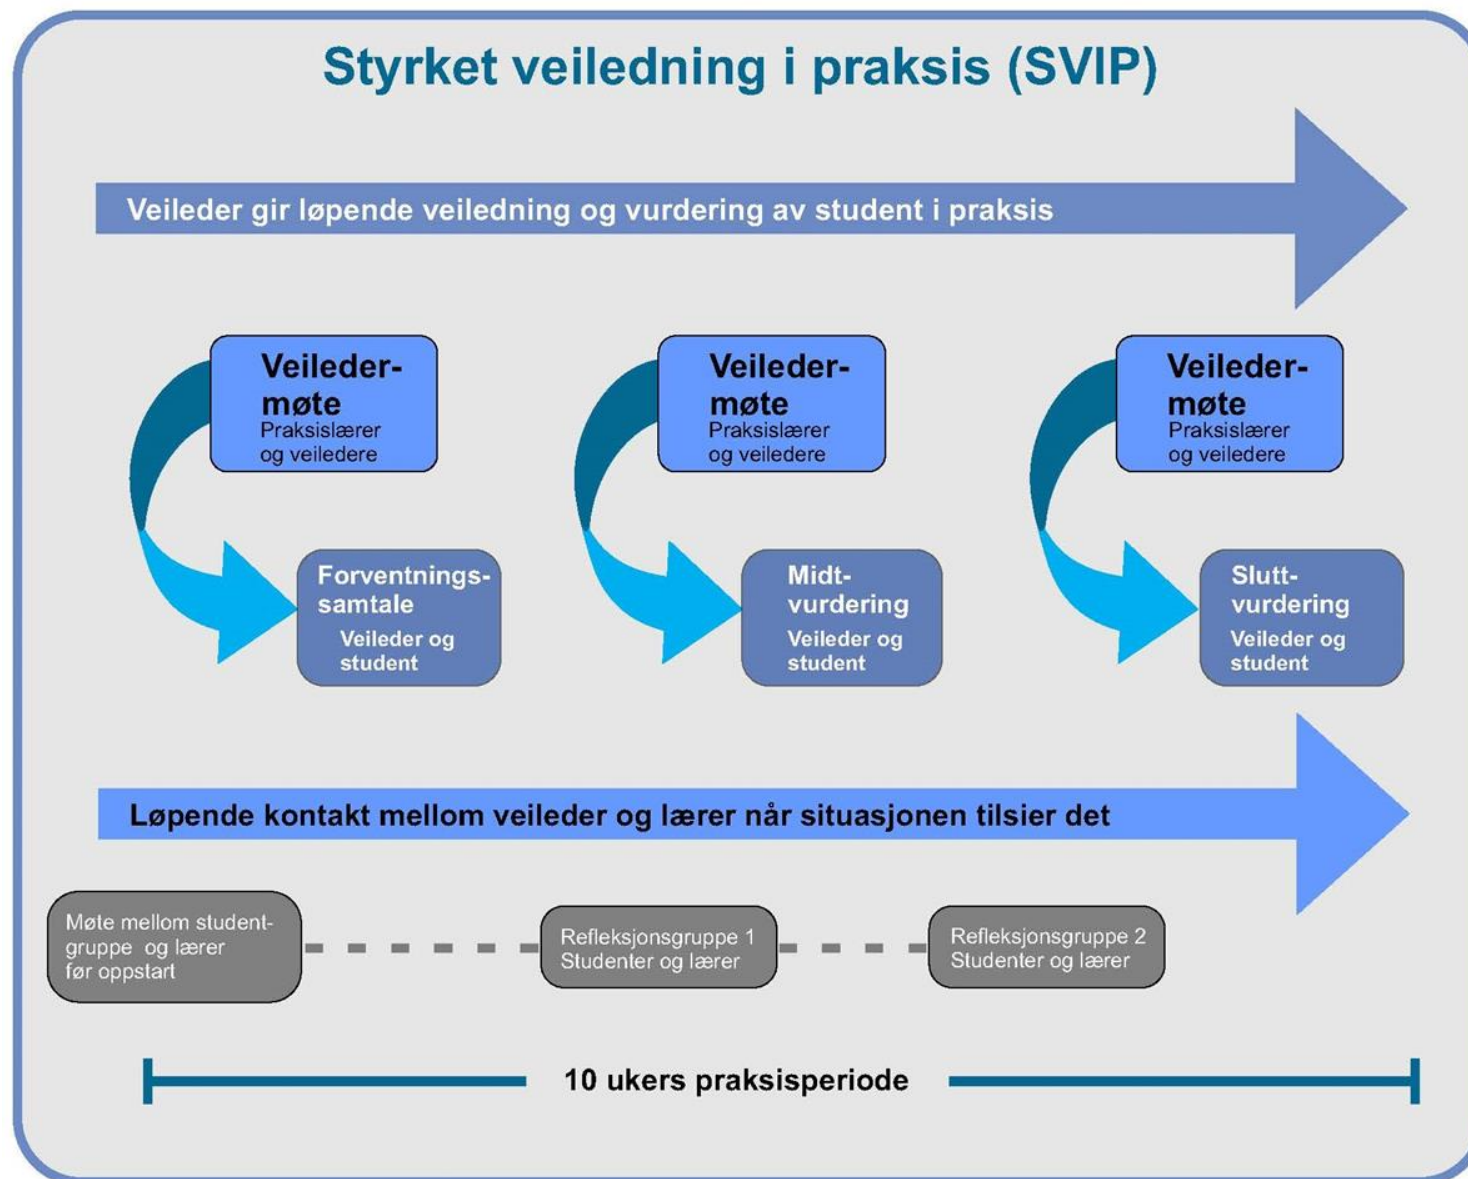 Styrket veiledning i praksis (SVIP)
Veileder gir løpende veiledning og vurdering av student i praksis
Veileder-
møte
Praksislærer
og veiledere
Veileder-
møte
Praksislærer
og veiledere
Veileder-
møte
Praksislærer
og veiledere
Forventnings-
samtale
Veileder og
student
Midt-
vurdering
Veileder og
student
Slutt-
vurdering
Veileder og
student
Løpende kontakt mellom veileder og lærer når situasjonen tilsier det
Møte mellom student-
gruppe og lærer
før oppstart
Refleksjonsgruppe 1
Studenter og lærer
Refleksjonsgruppe 2
Studenter og lærer
10 ukers praksisperiode